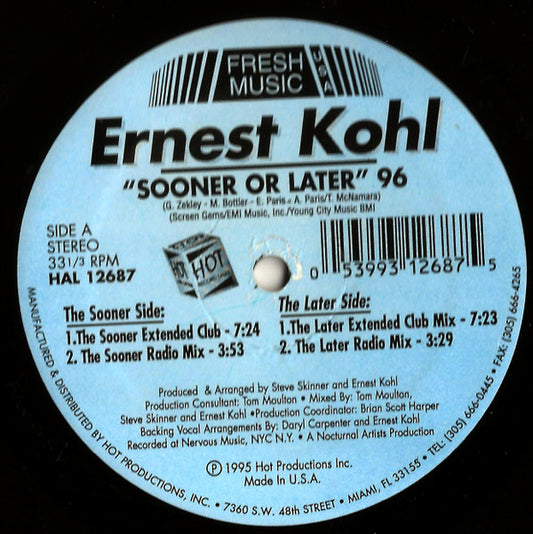 FRESH
MUSIC
USA
Ernest Kohl
"SOONER OR LATER" 96
(G. Zekley - M. Bottler - E. Paris - A. Paris/T. McNamara)
(Screen Gems/EMI Music, Inc./Young City Music BMI
SIDE A
STEREO
33 1/3 RPM
HAL 12687
HOT
HOT
0 53993 12687 5
The Sooner Side:
1.The Sooner Extended Club - 7:24
2. The Sooner Radio Mix - 3:53
The Later Side:
1.The Later Extended Club Mix - 7:23
2. The Later Radio Mix - 3:29
Produced & Arranged by Steve Skinner and Ernest Kohl
Production Consultant: Tom Moulton • Mixed By: Tom Moulton,
Steve Skinner and Ernest Kohl •Production Coordinator: Brian Scott Harper
Backing Vocal Arrangements By: Daryl Carpenter and Ernest Kohl
Recorded at Nervous Music, NYC N.Y. • A Nocturnal Artists Production
Ⓟ 1995 Hot Productions Inc.
Made In U.S.A.
MANUFACTURED & DISTRIBUTED BY HOT PRODUCTIONS, INC. • 7360 S.W. 48th STREET • MIAMI, FL 33155 • TEL: (305) 666-0445 • FAX: (305) 666-4265